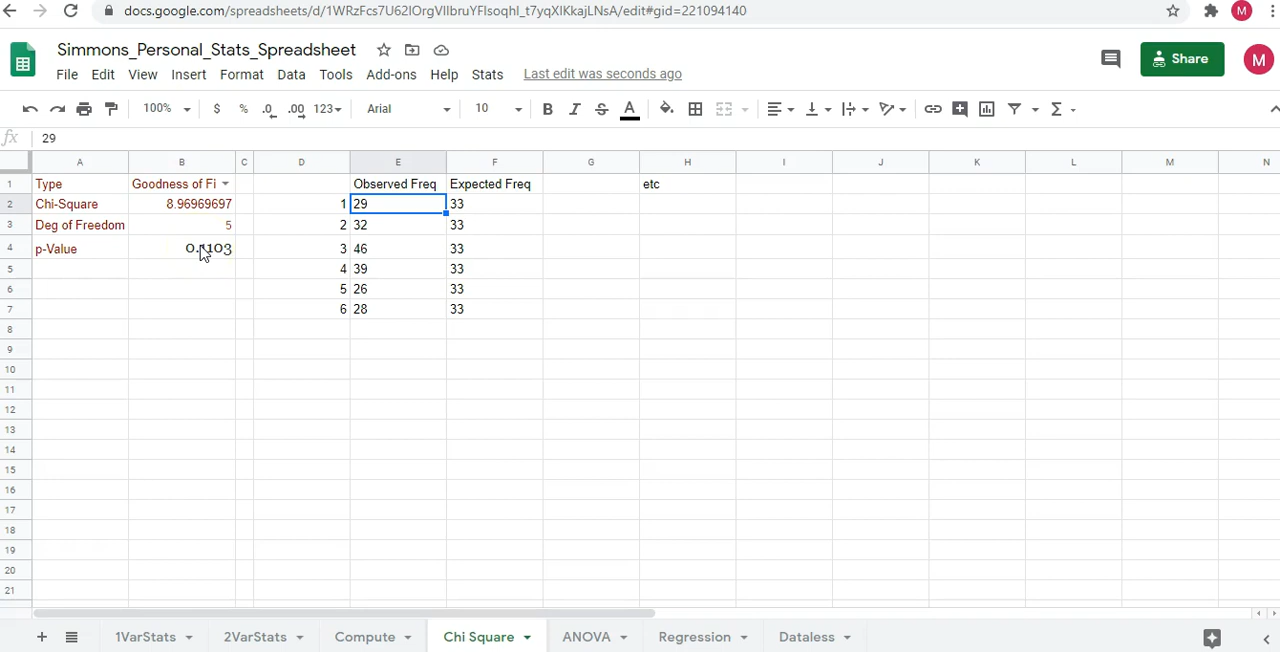 docs.google.com/spreadsheets/d/1WRzFcs7U62IOrgVIlbruYFlsoqhl_t7yqXlKkajLNsA/edit#gid=221094140
M
Simmons_Personal_Stats_Spreadsheet
File Edit View Insert Format Data Tools Add-ons Help Stats Last edit was seconds ago
Share
M
100% $ % .0 .00 123 Arial 10 B I S A
fx 29
A B C D E F G H I J K L M N
1 Type Goodness of Fi Observed Freq Expected Freq etc
2 Chi-Square 8.96969697 1 29 33
3 Deg of Freedom 5 2 32 33
4 p-Value 0.1103 3 46 33
5 4 39 33
6 5 26 33
7 6 28 33
8
9
10
11
12
13
14
15
16
17
18
19
20
21
1VarStats 2VarStats Compute Chi Square ANOVA Regression Dataless